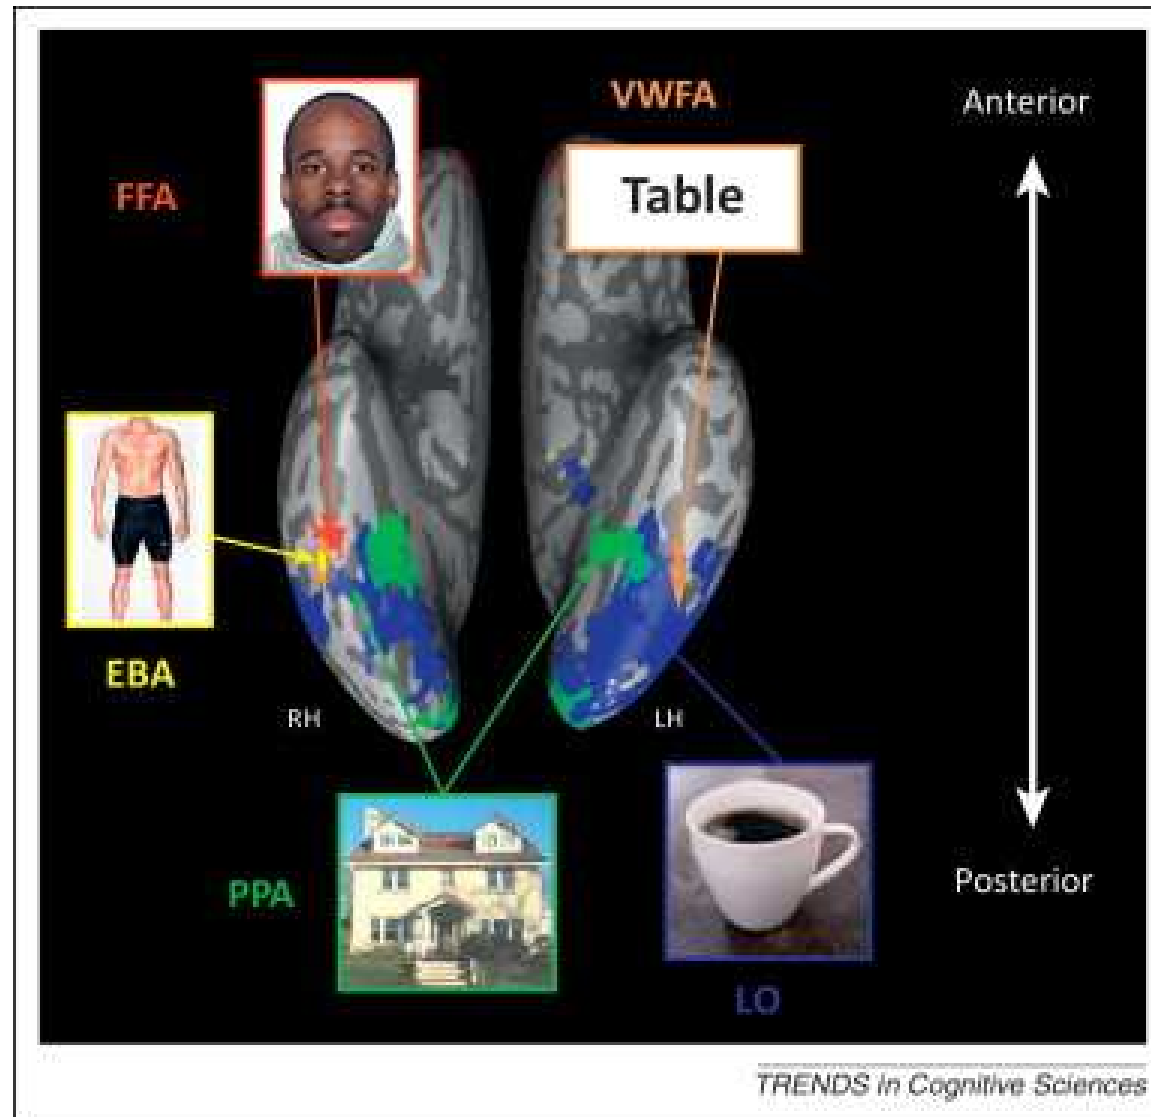 VWFA
Anterior
FFA
Table
EBA
RH
LH
PPA
Posterior
LO
TRENDS in Cognitive Sciences